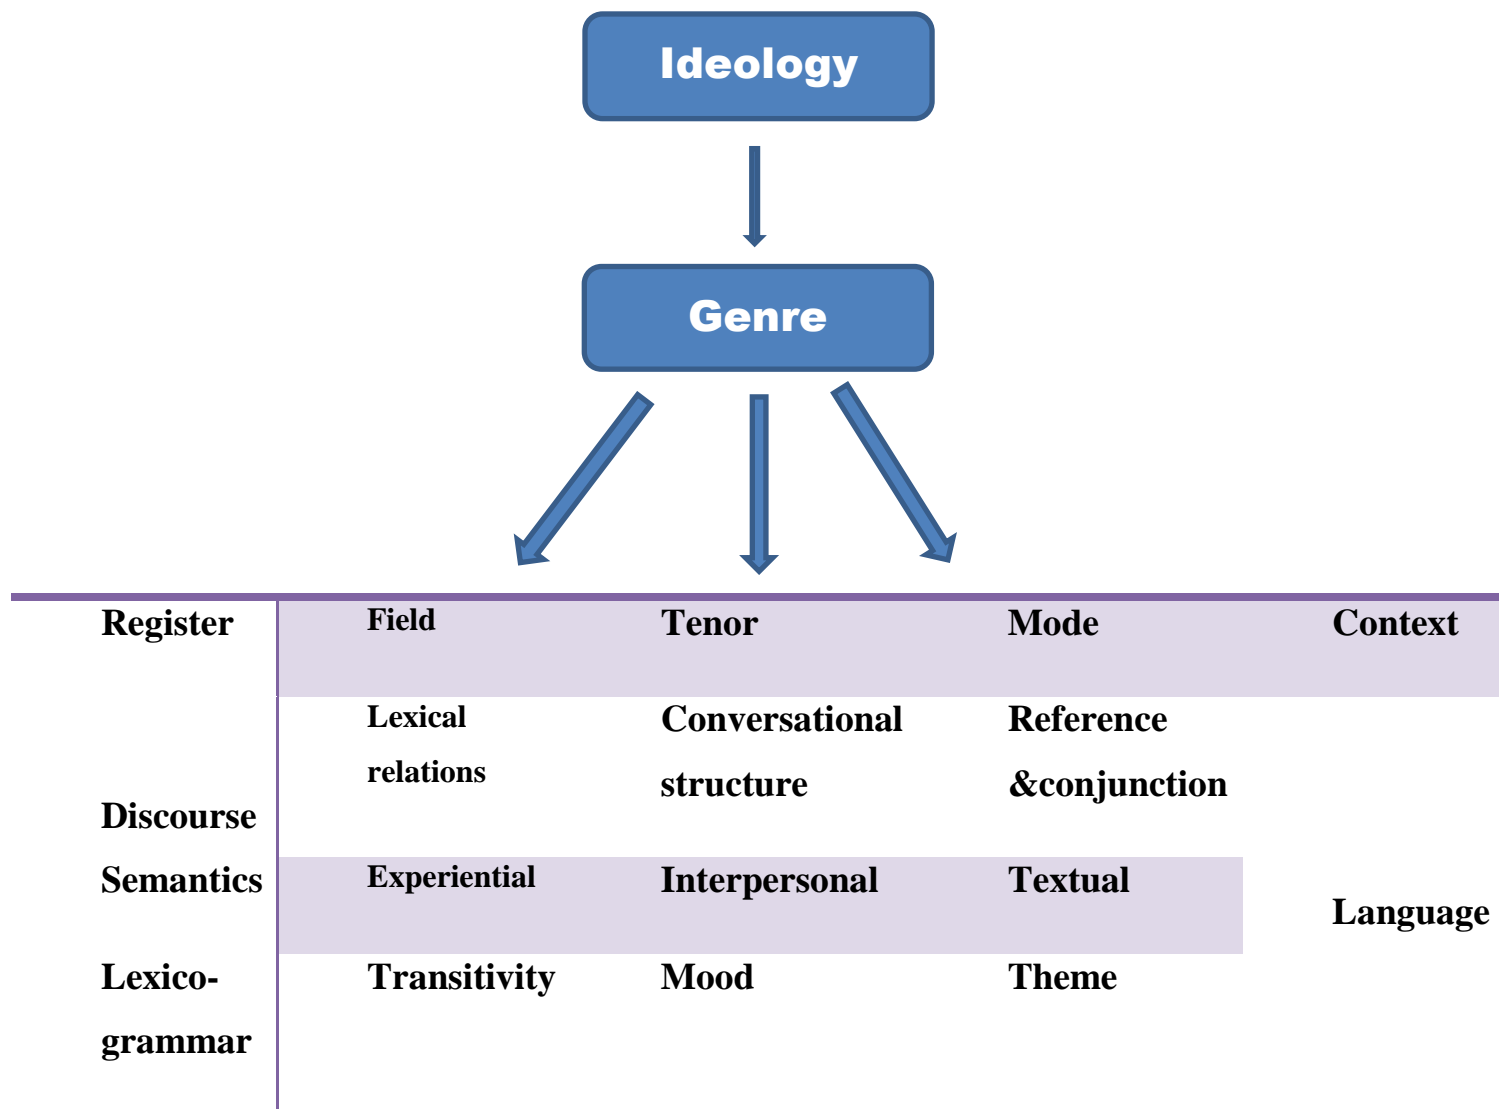 Ideology
Genre
Register Field Tenor Mode Context
Lexical Conversational Reference
relations structure &conjunction
Discourse
Semantics Experiential Interpersonal Textual
Language
Lexico- Transitivity Mood Theme
grammar